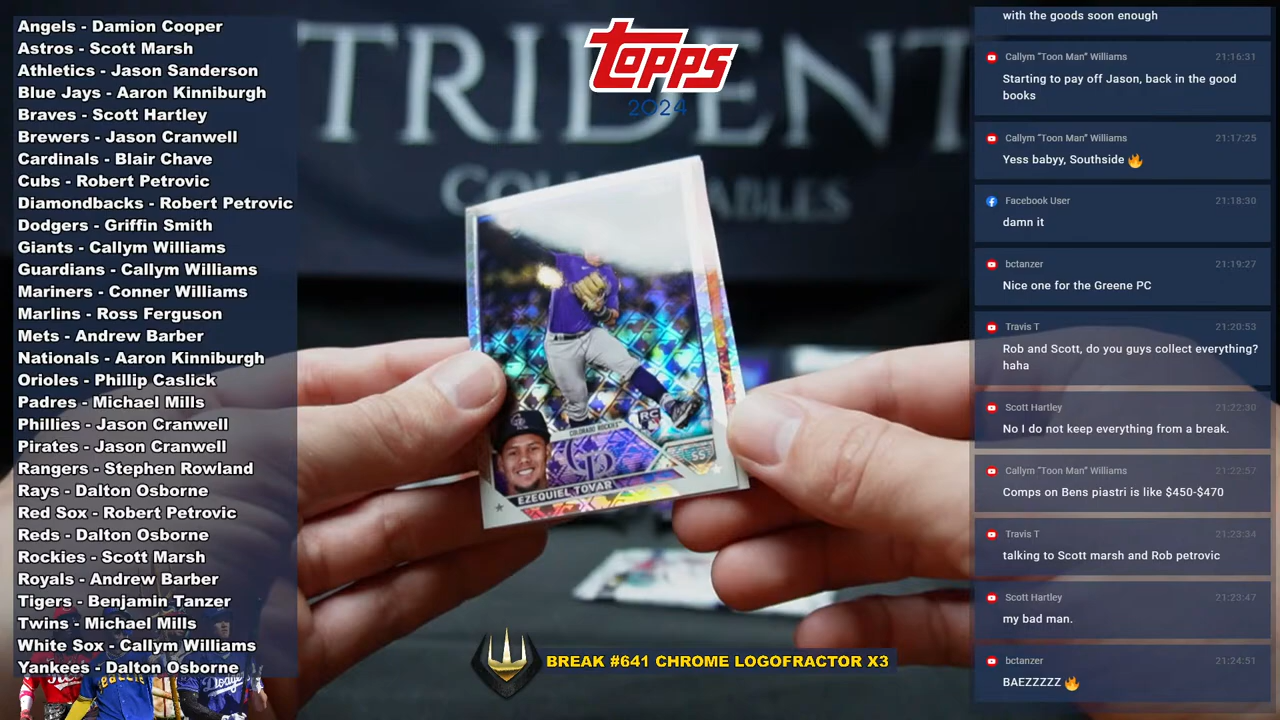 Angels - Damion Cooper
Astros - Scott Marsh
Athletics - Jason Sanderson
Blue Jays - Aaron Kinniburgh
Braves - Scott Hartley
Brewers - Jason Cranwell
Cardinals - Blair Chave
Cubs - Robert Petrovic
Diamondbacks - Robert Petrovic
Dodgers - Griffin Smith
Giants - Callym Williams
Guardians - Callym Williams
Mariners - Conner Williams
Marlins - Ross Ferguson
Mets - Andrew Barber
Nationals - Aaron Kinniburgh
Orioles - Phillip Caslick
Padres - Michael Mills
Phillies - Jason Cranwell
Pirates - Jason Cranwell
Rangers - Stephen Rowland
Rays - Dalton Osborne
Red Sox - Robert Petrovic
Reds - Dalton Osborne
Rockies - Scott Marsh
Royals - Andrew Barber
Tigers - Benjamin Tanzer
Twins - Michael Mills
White Sox - Callym Williams
Yankees - Dalton Osborne
TRIDENT
topps
2024
COLORADO ROCKIES
RC
SS
EZEQUIEL TOVAR
BREAK #641 CHROME LOGOFRACTOR X3
with the goods soon enough
Callym "Toon Man" Williams 21:16:31
Starting to pay off Jason, back in the good
books
Callym "Toon Man" Williams 21:17:25
Yess babyy, Southside 🔥
Facebook User 21:18:30
damn it
bctanzer 21:19:27
Nice one for the Greene PC
Travis T 21:20:53
Rob and Scott, do you guys collect everything?
haha
Scott Hartley 21:22:30
No I do not keep everything from a break.
Callym "Toon Man" Williams 21:22:57
Comps on Bens piastri is like $450-$470
Travis T 21:23:34
talking to Scott marsh and Rob petrovic
Scott Hartley 21:23:47
my bad man.
bctanzer 21:24:51
BAEZZZZZ 🔥